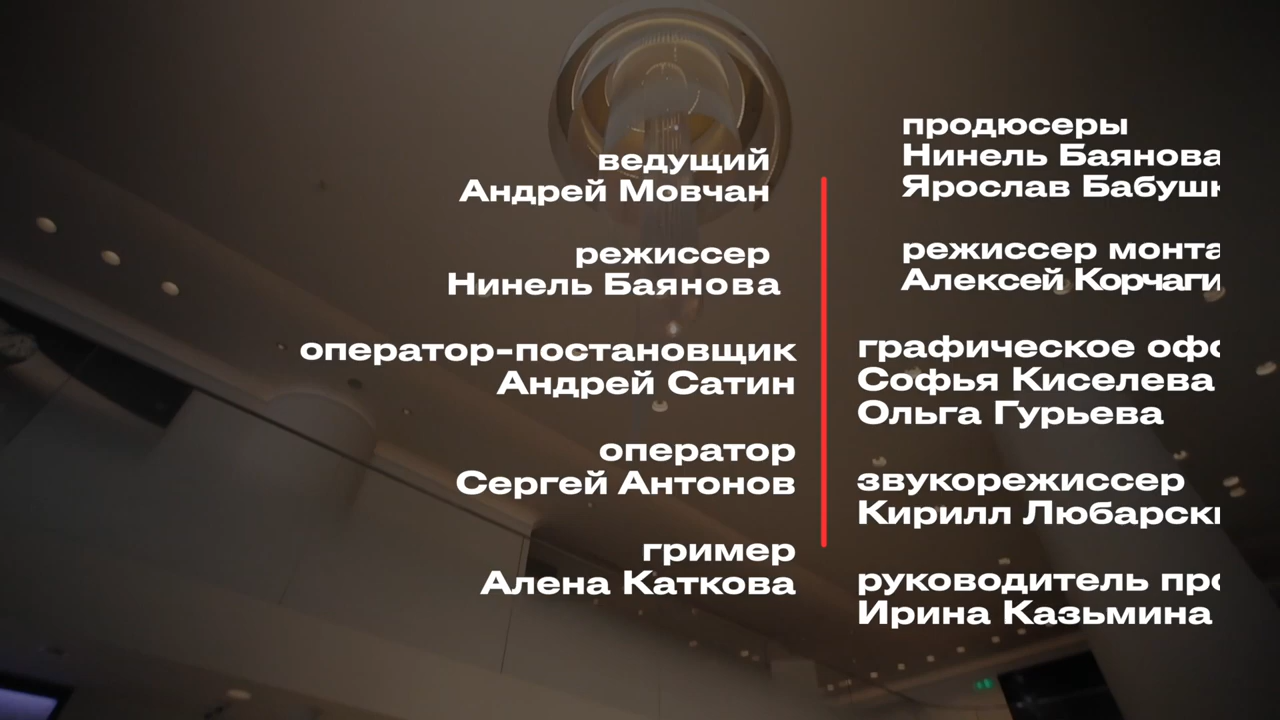 ведущий
Андрей Мовчан
режиссер
Нинель Баянова
оператор-постановщик
Андрей Сатин
оператор
Сергей Антонов
гример
Алена Каткова
продюсеры
Нинель Баянова
Ярослав
режиссер
Алексей
графическое
Софья Киселева
Ольга Гурьева
звукорежиссер
Кирилл
руководитель
Ирина Казьмина